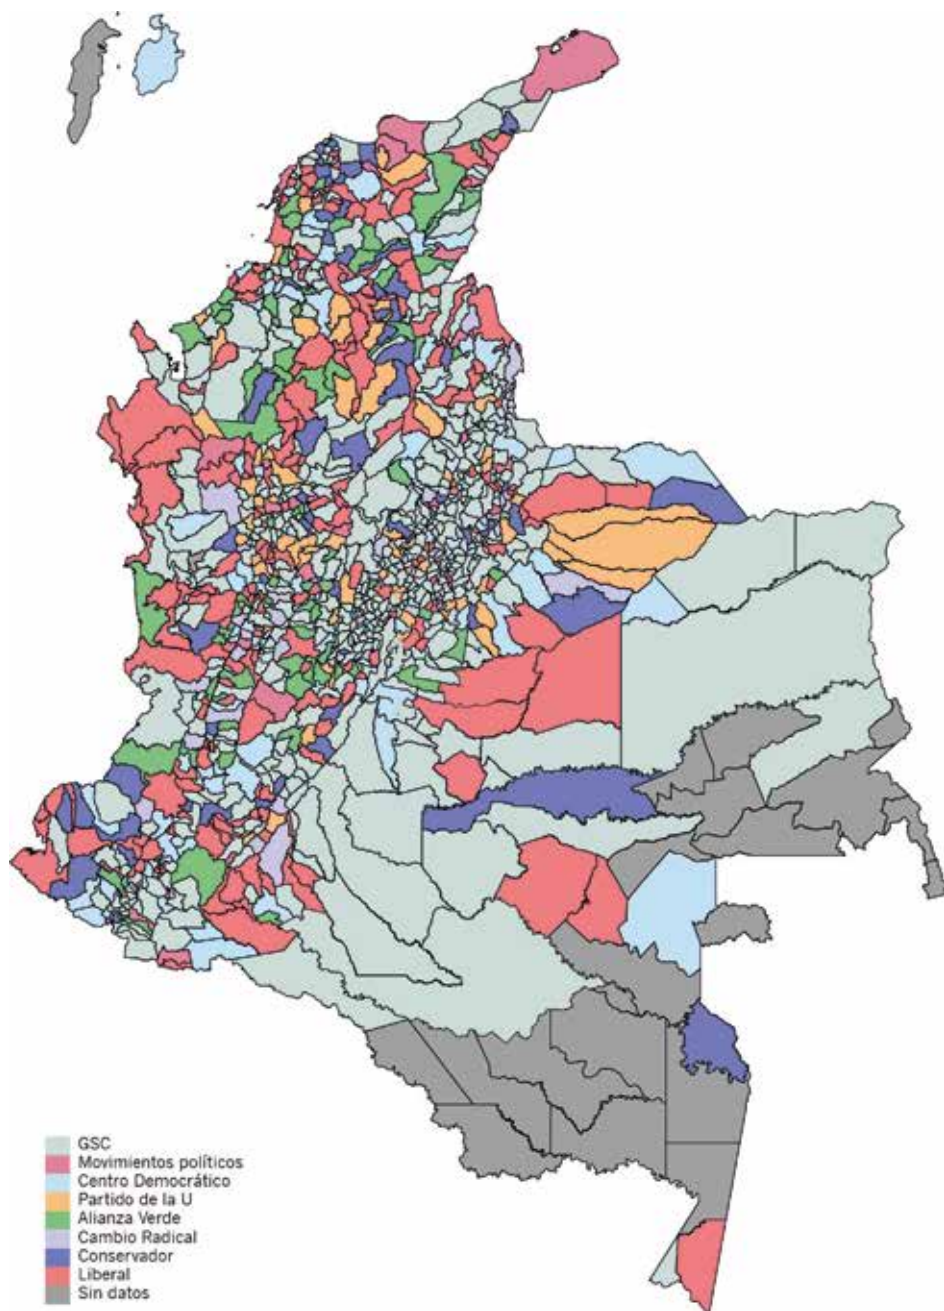 GSC
Movimientos políticos
Centro Democrático
Partido de la U
Alianza Verde
Cambio Radical
Conservador
Liberal
Sin datos